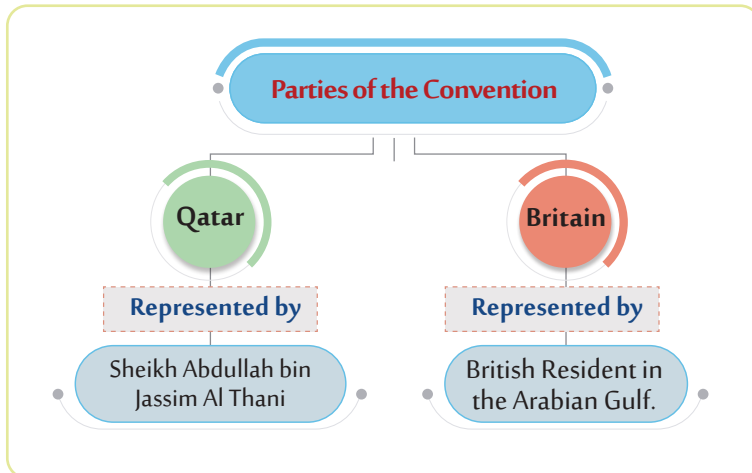 Parties of the Convention
Qatar
Britain
Represented by
Represented by
Sheikh Abdullah bin
Jassim Al Thani
British Resident in
the Arabian Gulf.